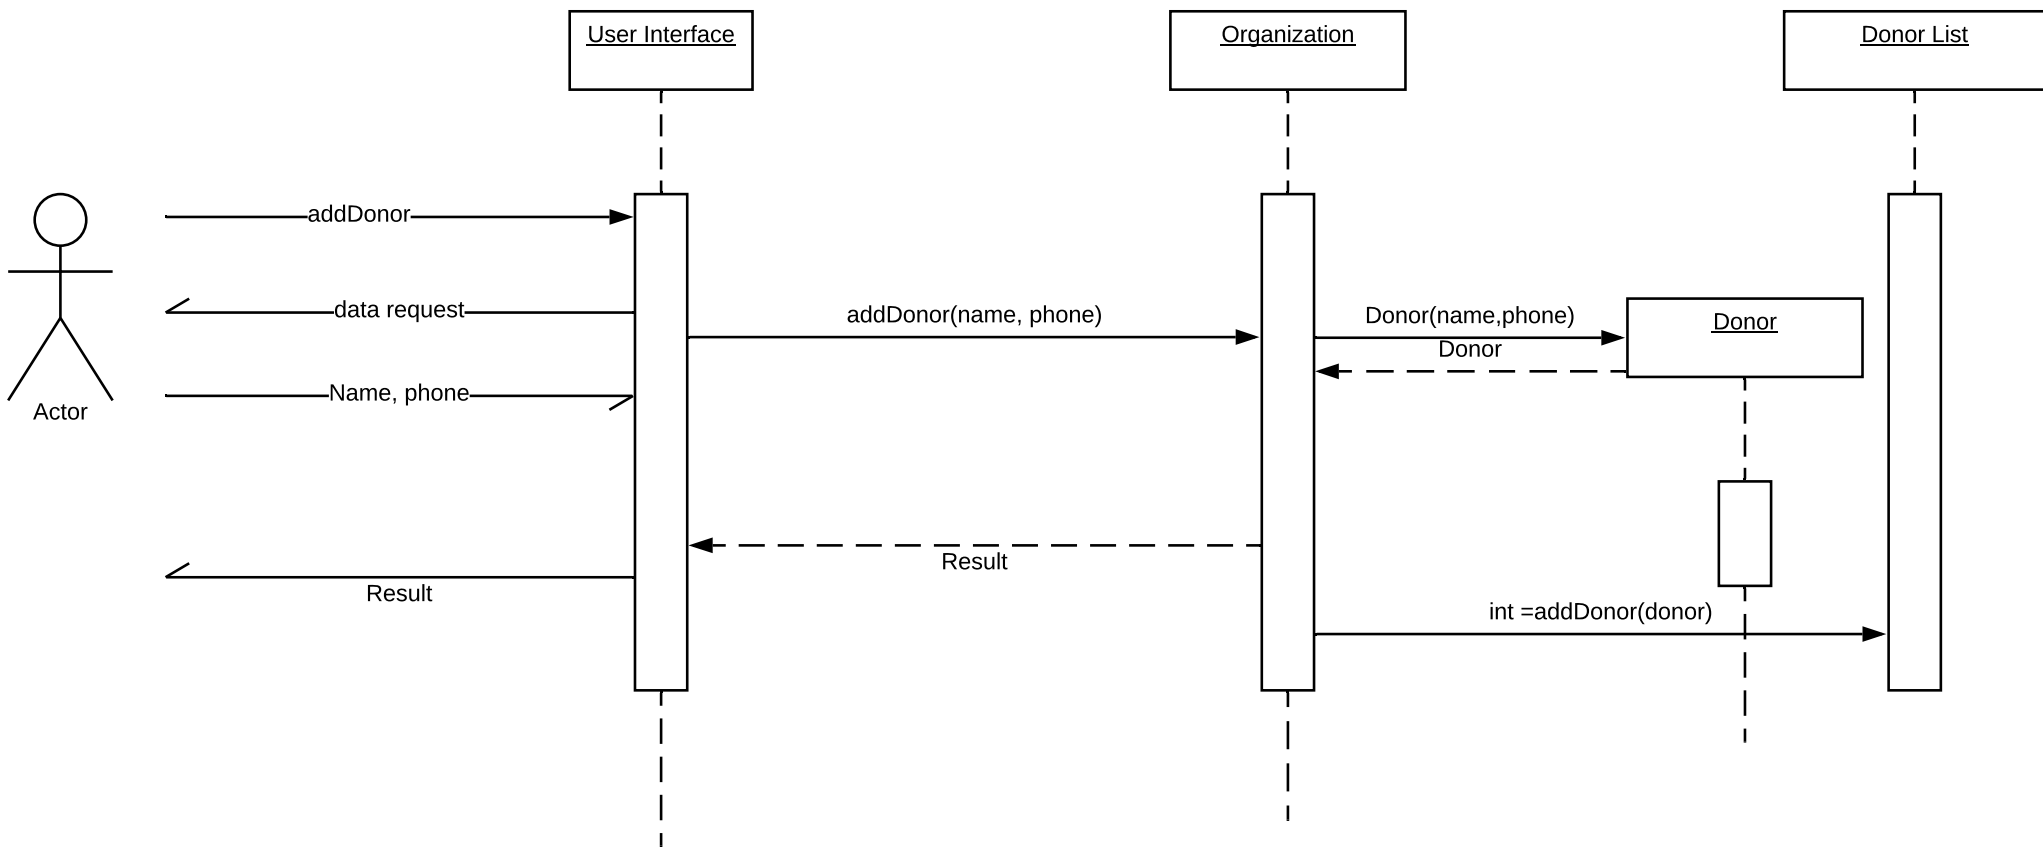 User Interface
Organization
Donor List
addDonor
data request
addDonor(name, phone)
Donor(name,phone)
Donor
Donor
Name, phone
Actor
Result
Result
int =addDonor(donor)